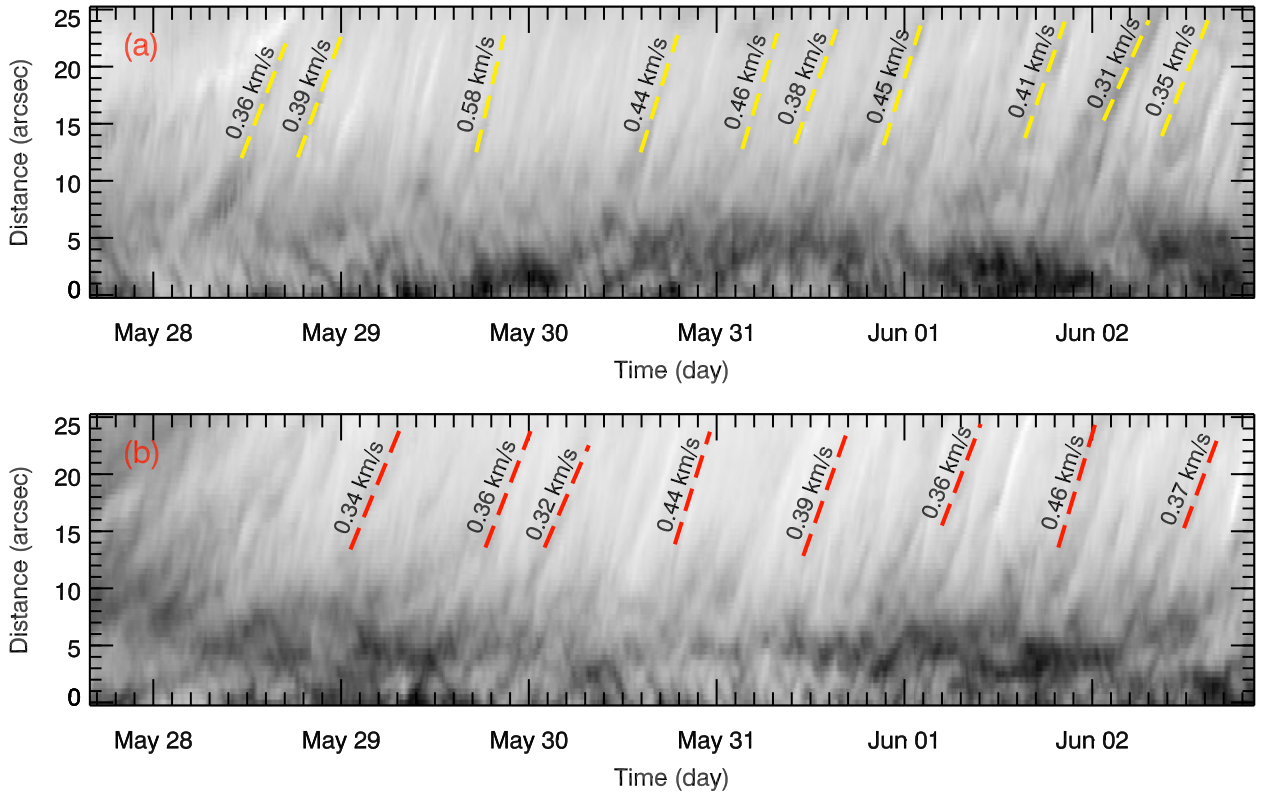 (a)
25
20
15
10
5
0
Distance (arcsec)
0.36 km/s
0.39 km/s
0.58 km/s
0.44 km/s
0.46 km/s
0.38 km/s
0.45 km/s
0.41 km/s
0.31 km/s
0.35 km/s
May 28 May 29 May 30 May 31 Jun 01 Jun 02
Time (day)
(b)
25
20
15
10
5
0
Distance (arcsec)
0.34 km/s
0.36 km/s
0.32 km/s
0.44 km/s
0.39 km/s
0.36 km/s
0.46 km/s
0.37 km/s
May 28 May 29 May 30 May 31 Jun 01 Jun 02
Time (day)